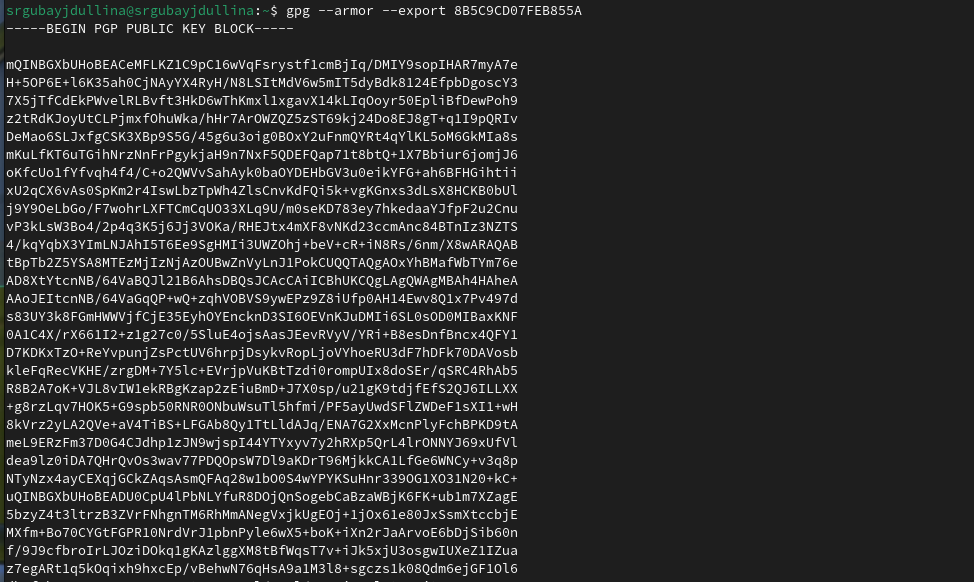 srgubayjdullina@srgubayjdullina:~$ gpg --armor --export 8B5C9CD07FEB855A
-----BEGIN PGP PUBLIC KEY BLOCK-----
mQINBGXbUHoBEACeMFLKZ1C9pC16wVqFsrystf1cmBjIq/DMIY9sopIHAR7myA7e
H+5OP6E+l6K35ah0CjNAyYX4RyH/N8LSItMdV6w5mIT5dyBdk8124EfpbDgoscY3
7X5jTfCdEkPWvelRLBvft3HkD6wThKmxl1xgavX14kLIqOoyr50EpliBfDewPoh9
z2tRdKJoyUtCLPjmxfOhuWka/hHr7ArOWZQZ5zST69kj24Do8EJ8gT+q1I9pQRIv
DeMao6SLJxfgCSK3XBp9S5G/45g6u3oig0BOxY2uFnmQYRt4qYlKL5oM6GkMIa8s
mKuLfKT6uTGihNrzNnFrPgykjaH9n7NxF5QDEFQap71t8btQ+1X7Bbiur6jomjJ6
oKfcUo1fYfvqh4f4/C+o2QWVvSahAyk0baOYDEHbGV3u0eikYFG+ah6BFHGihtii
xU2qCX6vAs0SpKm2r4IswLbzTpWh4ZlsCnvKdFQi5k+vgKGnxs3dLsX8HCKB0bUl
j9Y9OeLbGo/F7wohrLXFTCmCqUO33XLq9U/m0seKD783ey7hkedaaYJfpF2u2Cnu
vP3kLsW3Bo4/2p4q3K5j6Jj3VOKa/RHEJtx4mXF8vNKd23ccmAnc84BTnIz3NZTS
4/kqYqbX3YImLNJAhI5T6Ee9SgHMIi3UWZOhj+beV+cR+iN8Rs/6nm/X8wARAQAB
tBpTb2Z5YSA8MTEzMjIzNjAzOUBwZnVyLnJ1PokCUQQTAQgAOxYhBMafWbTYm76e
AD8XtYtcnNB/64VaBQJl21B6AhsDBQsJCAcCAiICBhUKCQgLAgQWAgMBAh4HAheA
AAoJEItcnNB/64VaGqQP+wQ+zqhVOBVS9ywEPz9Z8iUfp0AH14Ewv8Q1x7Pv497d
s83UY3k8FGmHWWVjfCjE35EyhOYEncknD3SI6OEVnKJuDMIi6SL0sOD0MIBaxKNF
0A1C4X/rX661I2+z1g27c0/5SluE4ojsAasJEevRVyV/YRi+B8esDnfBncx4QFY1
D7KDKxTzO+ReYvpunjZsPctUV6hrpjDsykvRopLjoVYhoeRU3dF7hDFk70DAVosb
kleFqRecVKHE/zrgDM+7Y5lc+EVrjpVuKBtTzdi0rompUIx8doSEr/qSRC4RhAb5
R8B2A7oK+VJL8vIW1ekRBgKzap2zEiuBmD+J7X0sp/u21gK9tdjfEfS2QJ6ILLXX
+g8rzLqv7HOK5+G9spb50RNR0ONbuWsuTl5hfmi/PF5ayUwdSFlZWDeF1sXI1+wH
8kVrz2yLA2QVe+aV4TiBS+LFGAb8Qy1TtLldAJq/ENA7G2XxMcnPlyFchBPKD9tA
meL9ERzFm37D0G4CJdhp1zJN9wjspI44YTYxyv7y2hRXp5QrL4lrONNYJ69xUfVl
dea9lz0iDA7QHrQvOs3wav77PDQOpsW7Dl9aKDrT96MjkkCA1LfGe6WNCy+v3q8p
NTyNzx4ayCEXqjGCkZAqsAsmQFAq28w1bO0S4wYPYKSuHnr339OG1XO31N20+kC+
uQINBGXbUHoBEADU0CpU4lPbNLYfuR8DOjQnSogebCaBzaWBjK6FK+ub1m7XZagE
5bzyZ4t3ltrzB3ZVrFNhgnTM6RhMmANegVxjkUgEOj+1jOx61e80JxSsmXtccbjE
MXfm+Bo70CYGtFGPR10NrdVrJ1pbnPyle6wX5+boK+iXn2rJaArvoE6bDjSib60n
f/9J9cfbroIrLJOziDOkq1gKAzlggXM8tBfWqsT7v+iJk5xjU3osgwIUXeZ1IZua
z7egARt1q5kOqixh9hxcEp/vBehwN76qHsA9a1M3l8+sgczs1k08Qdm6ejGF1Ol6